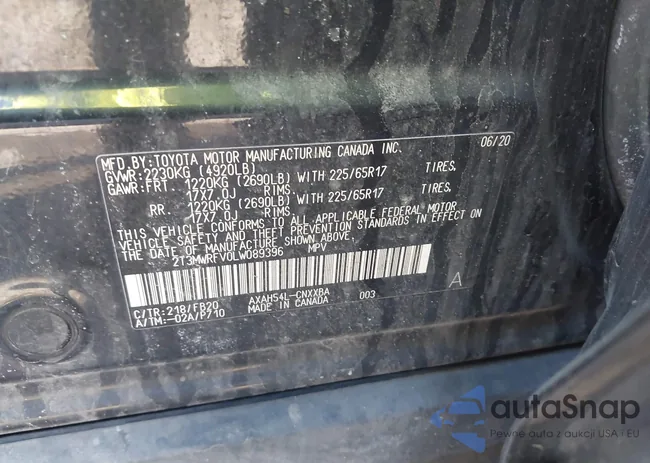 MFD.BY:TOYOTA MOTOR MANUFACTURING CANADA INC. 06/20
GVWR:2230KG (4920LB)
GAWR:FRT. 1220KG (2690LB) WITH 225/65R17 TIRES,
17X7.0J RIMS,
RR. 1220KG (2690LB) WITH 225/65R17 TIRES,
17X7.0J RIMS,
THIS VEHICLE CONFORMS TO ALL APPLICABLE FEDERAL MOTOR
VEHICLE SAFETY AND THEFT PREVENTION STANDARDS IN EFFECT ON
THE DATE OF MANUFACTURE SHOWN ABOVE.
2T3MWRFV0LW089396 MPV
C/TR:218/FB20 AXAH54L-CNXXBA 003 A
A/TM:-02A/P710 MADE IN CANADA
autoSnap
Pewne auto z aukcji USA i EU